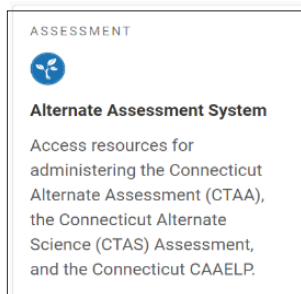 ASSESSMENT
Alternate Assessment System
Access resources for
administering the Connecticut
Alternate Assessment (CTAA),
the Connecticut Alternate
Science (CTAS) Assessment,
and the Connecticut CAAELP.